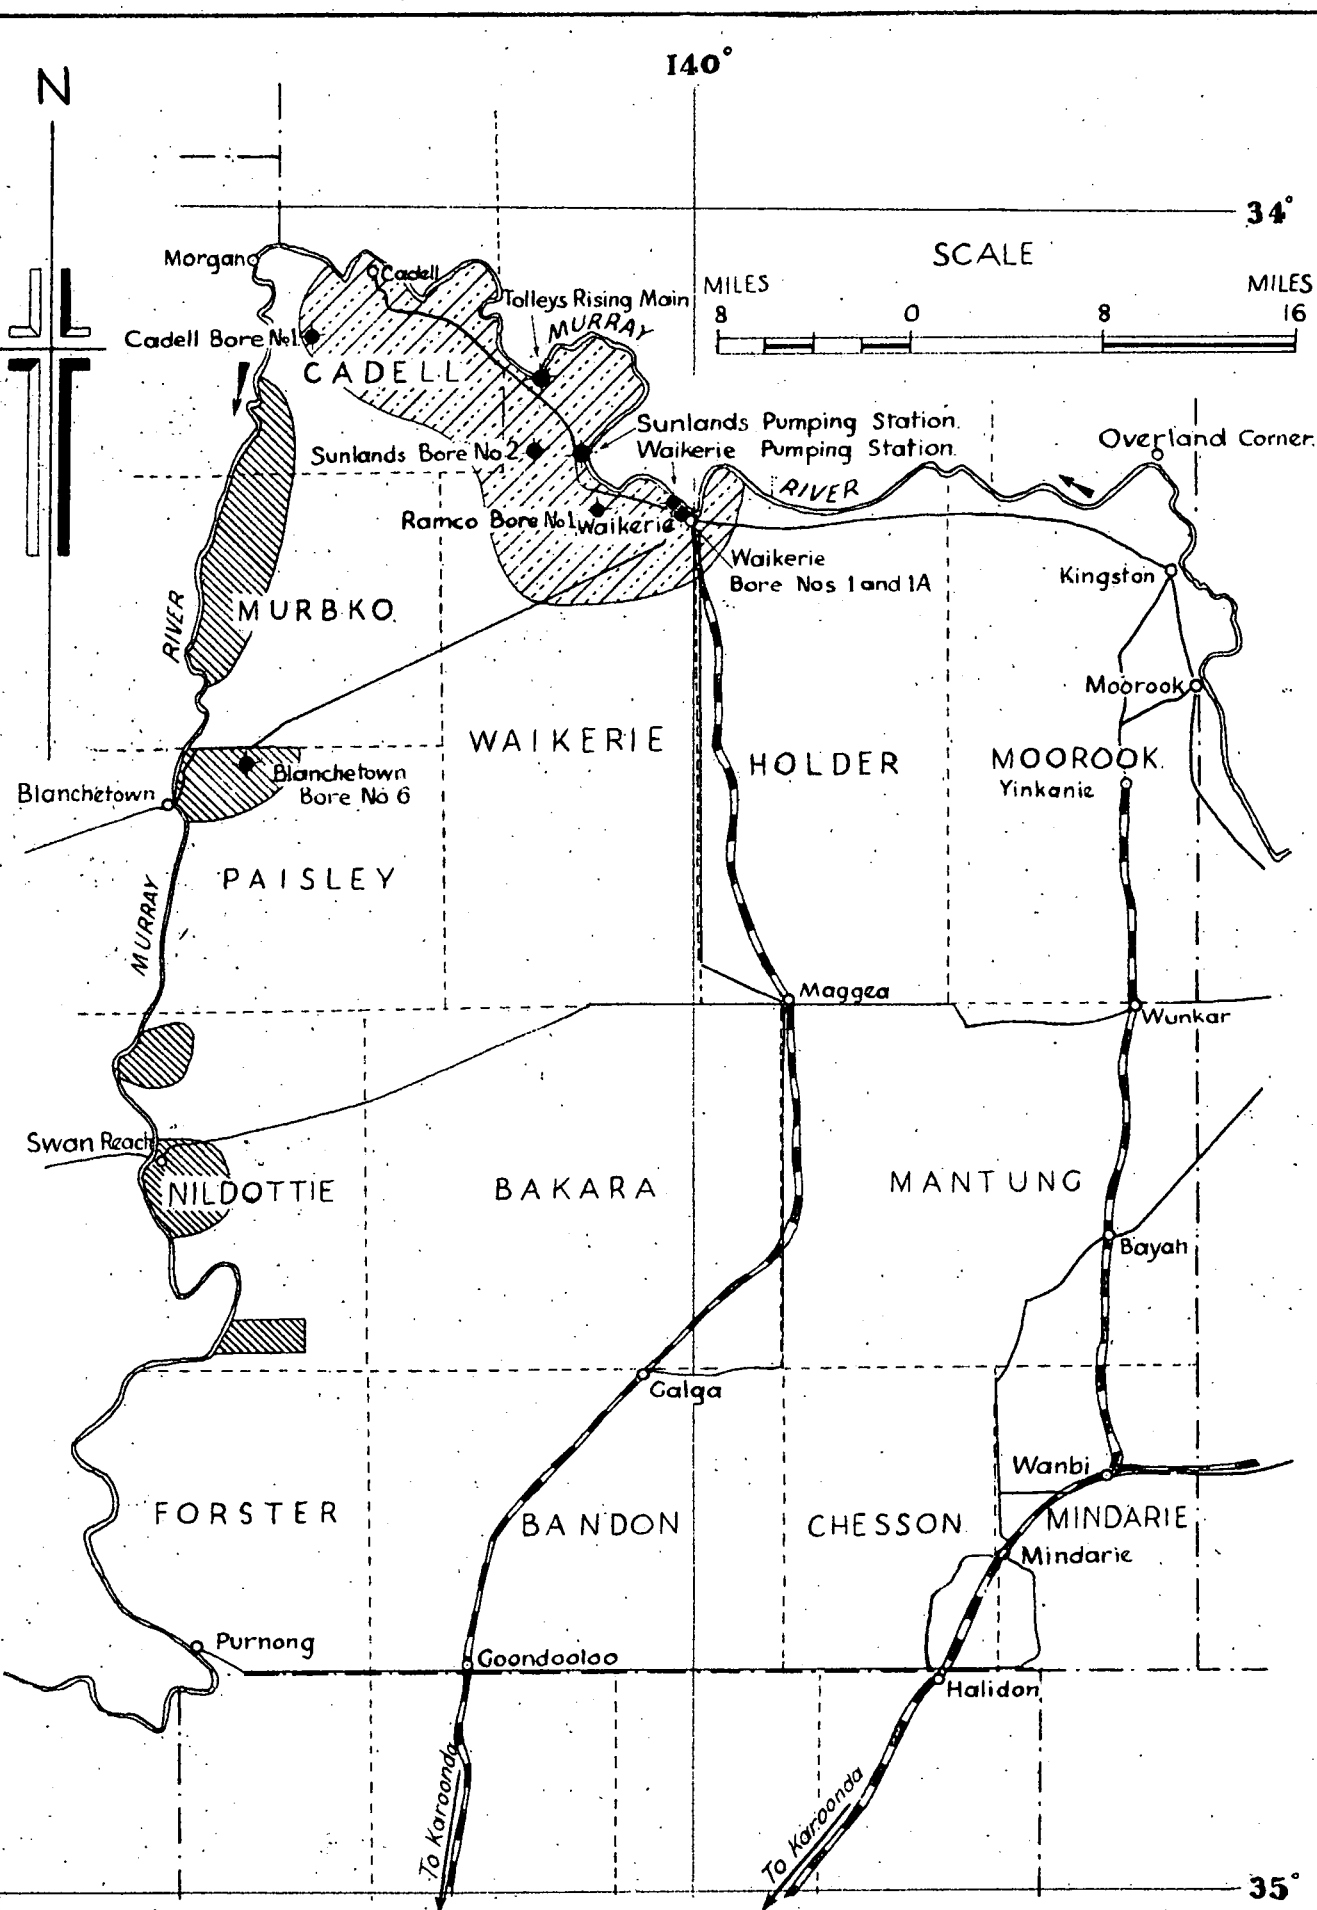 140°
N
34°
SCALE
MILES
MILES
8
0
8
16
Morgan
Cadell
Tolleys Rising Main
MURRAY
Cadell Bore No 1
CADELL
Sunlands Pumping Station.
Waikerie Pumping Station.
Overland Corner.
Sunlands Bore No 2
RIVER
Ramco Bore No 1
Waikerie
Waikerie
Bore Nos 1 and 1A
Kingston
MURBKO
RIVER
Moorook
WAIKERIE
HOLDER
MOOROOK
Yinkanie
Blanchetown
Bore No 6
Blanchetown
PAISLEY
MURRAY
Maggea
Wunkar
Swan Reach
NILDOTTIE
BAKARA
MANTUNG
Bayah
Galga
Wanbi
FORSTER
BANDON
CHESSON
MINDARIE
Mindarie
Purnong
Goondooloo
Halidon
To Karoonda
To Karoonda
35°